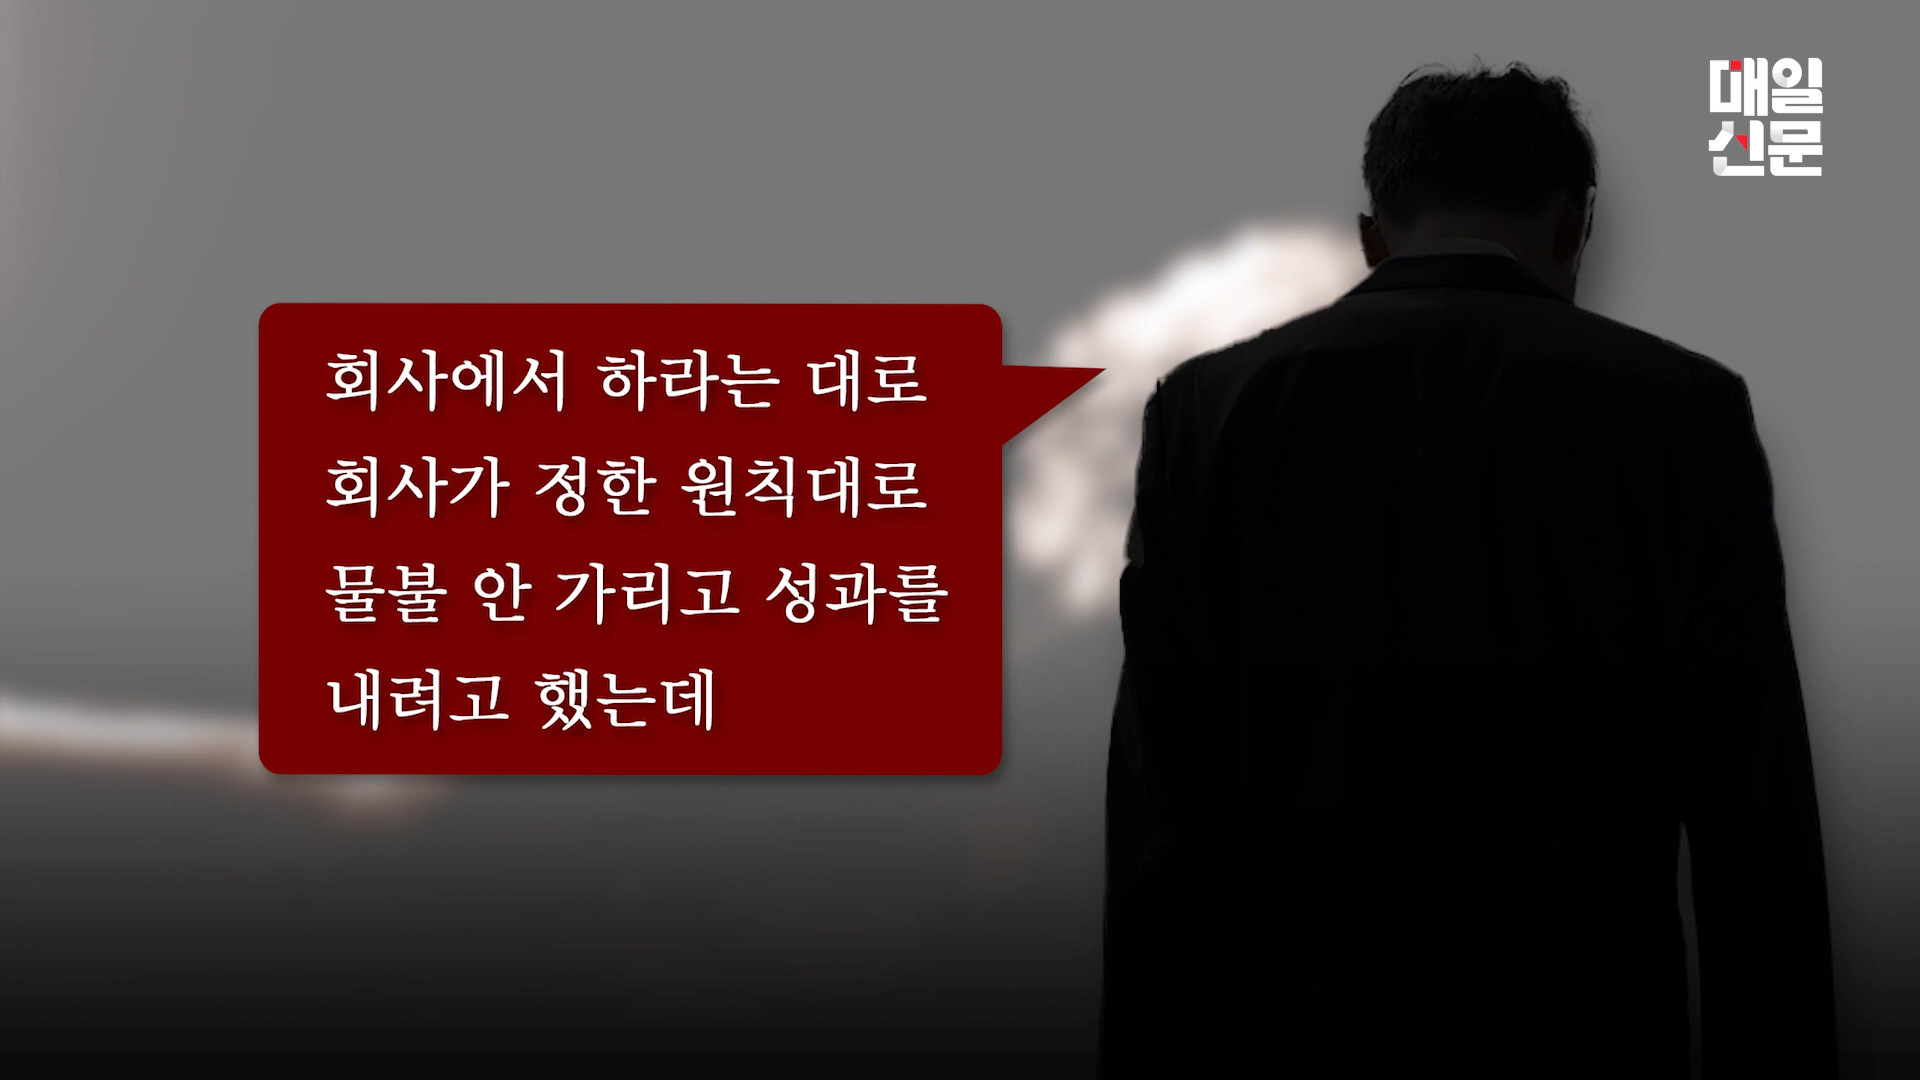 매일
신문
회사에서 하라는 대로
회사가 정한 원칙대로
물불 안 가리고 성과를
내려고 했는데